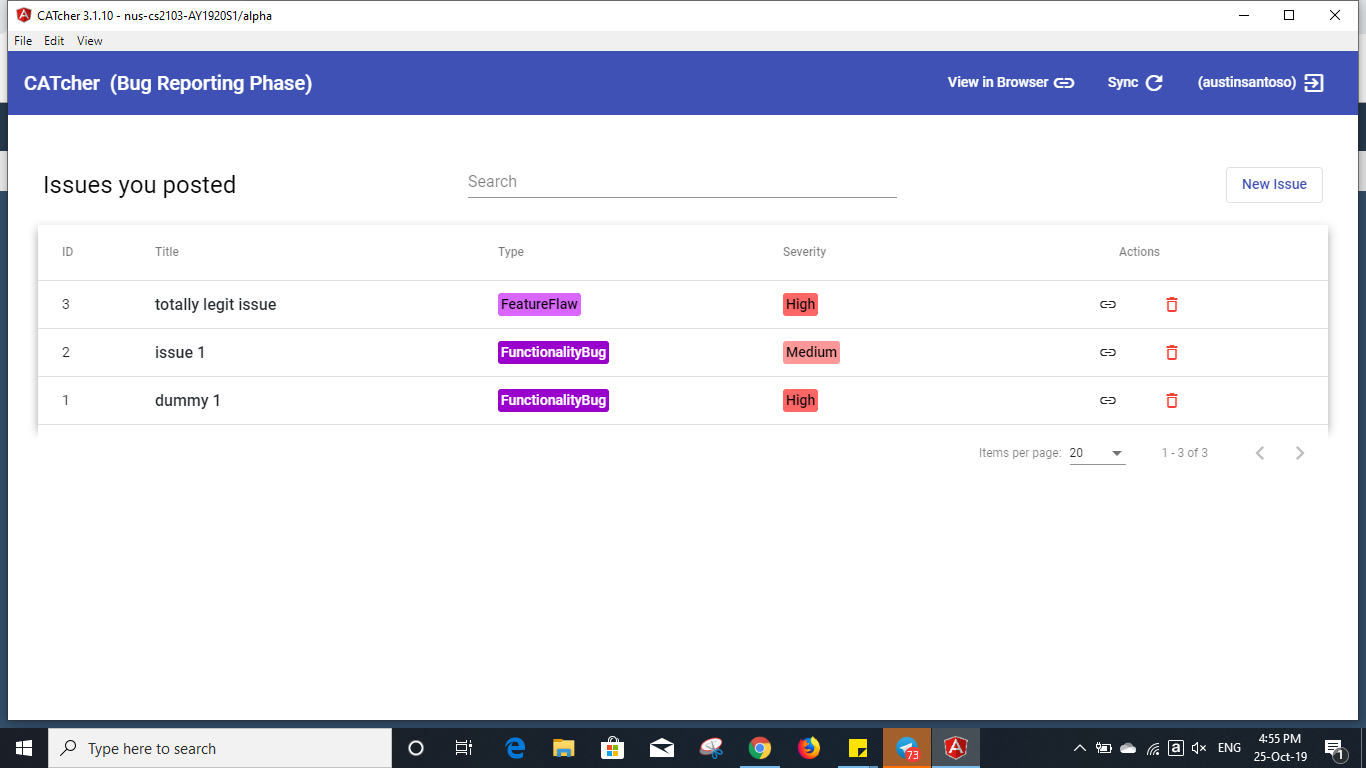 CATcher 3.1.10 - nus-cs2103-AY1920S1/alpha
File Edit View
CATcher (Bug Reporting Phase) View in Browser Sync (austinsantoso)
Issues you posted Search New Issue
ID Title Type Severity Actions
3 totally legit issue FeatureFlaw High
2 issue 1 FunctionalityBug Medium
1 dummy 1 FunctionalityBug High
Items per page: 20 1 - 3 of 3
Type here to search 73 ENG 4:55 PM
25-Oct-19 1